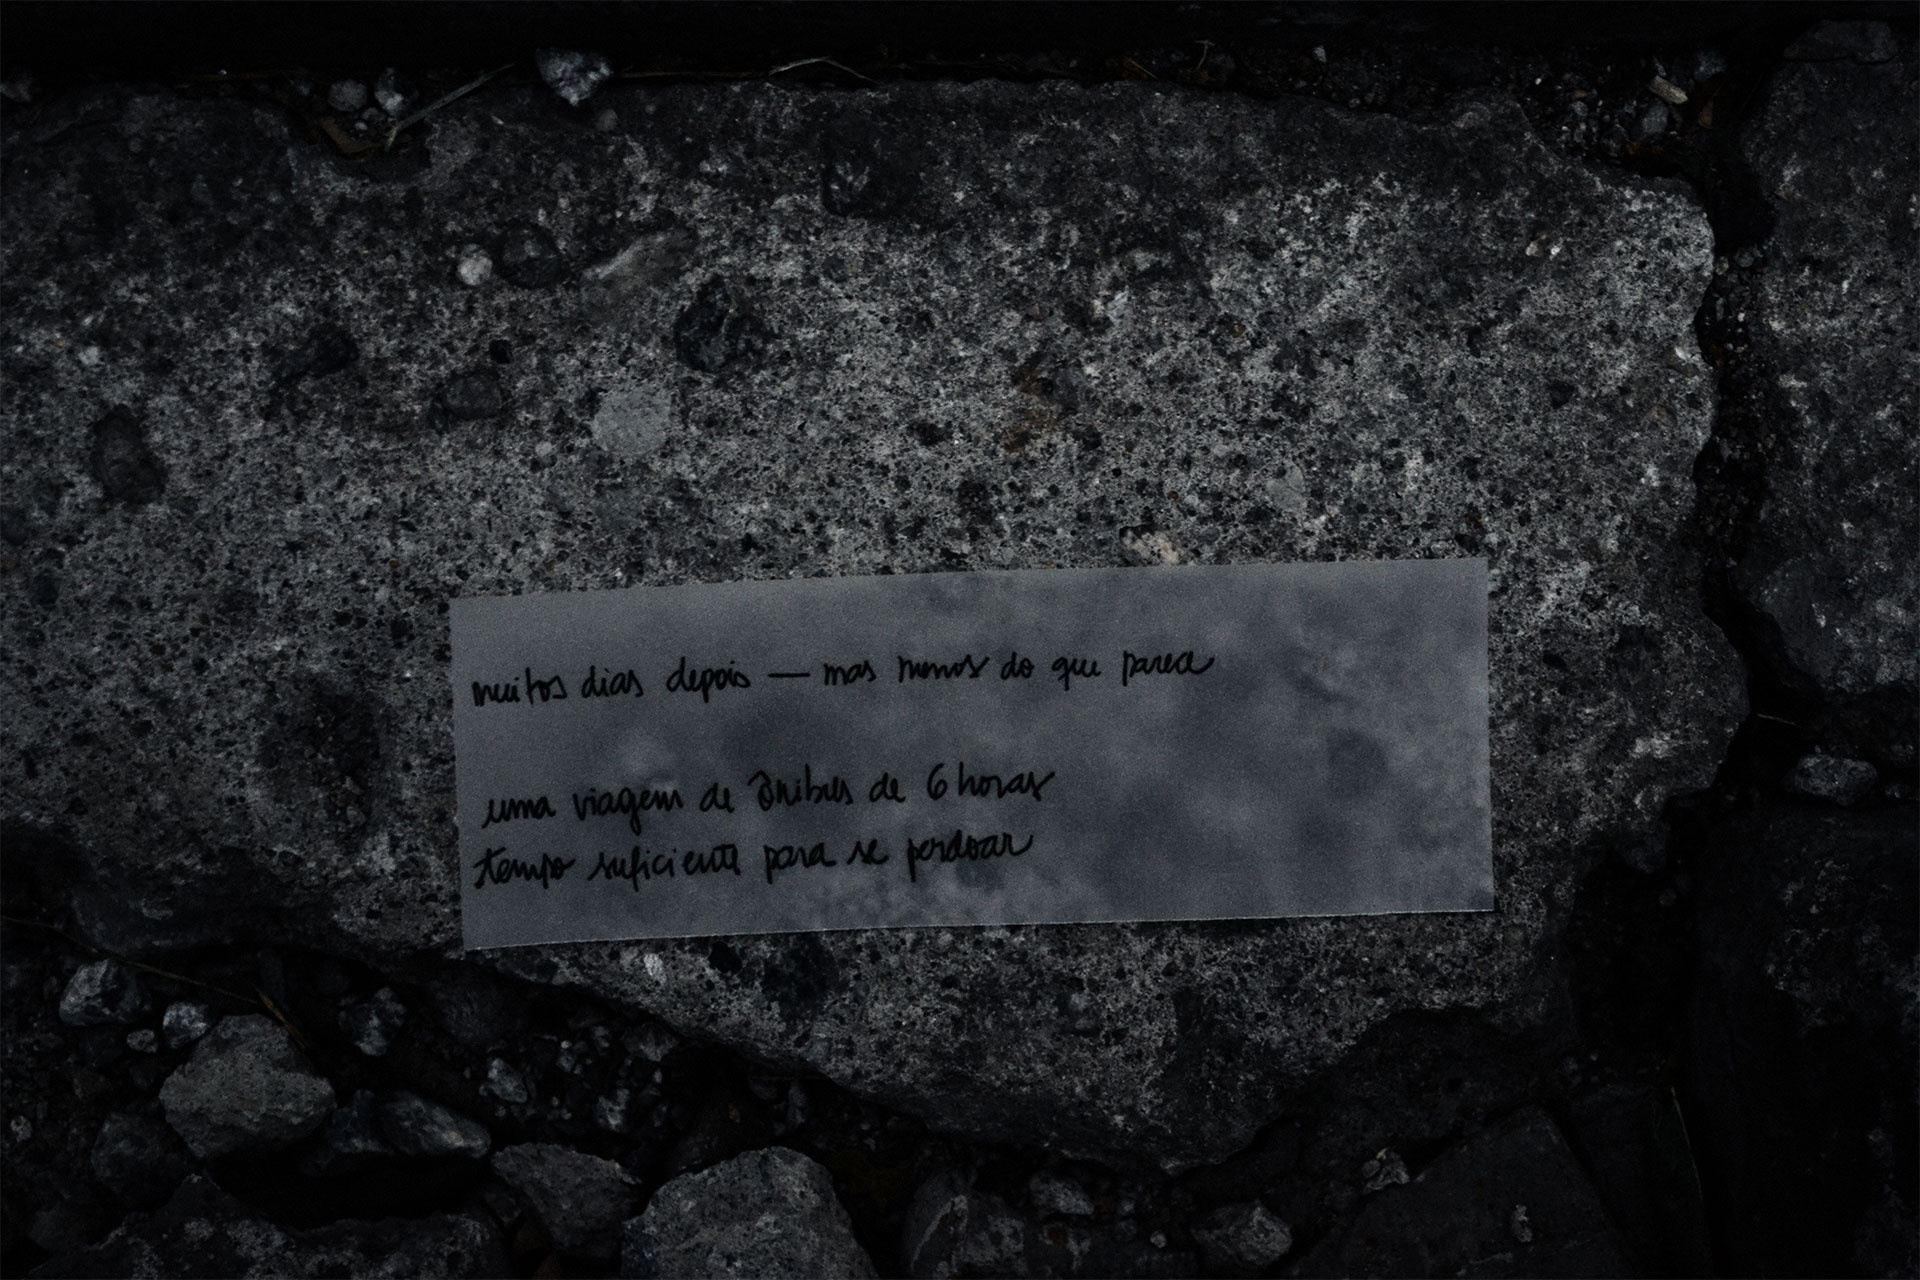 muitos dias depois — mas menos do que parece
uma viagem de ônibus de 6 horas
tempo suficiente para se perdoar